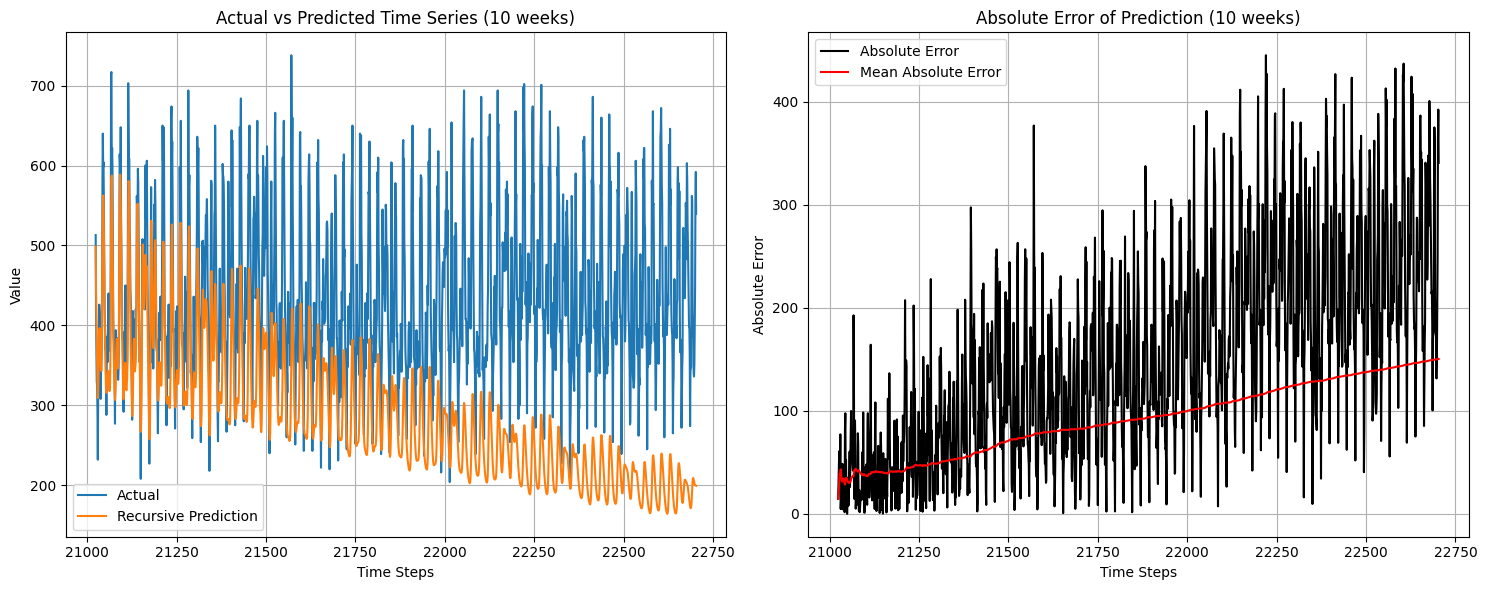 Actual vs Predicted Time Series (10 weeks)
Value
700
600
500
400
300
200
Actual
Recursive Prediction
21000 21250 21500 21750 22000 22250 22500 22750
Time Steps
Absolute Error of Prediction (10 weeks)
Absolute Error
Absolute Error
Mean Absolute Error
400
300
200
100
0
21000 21250 21500 21750 22000 22250 22500 22750
Time Steps